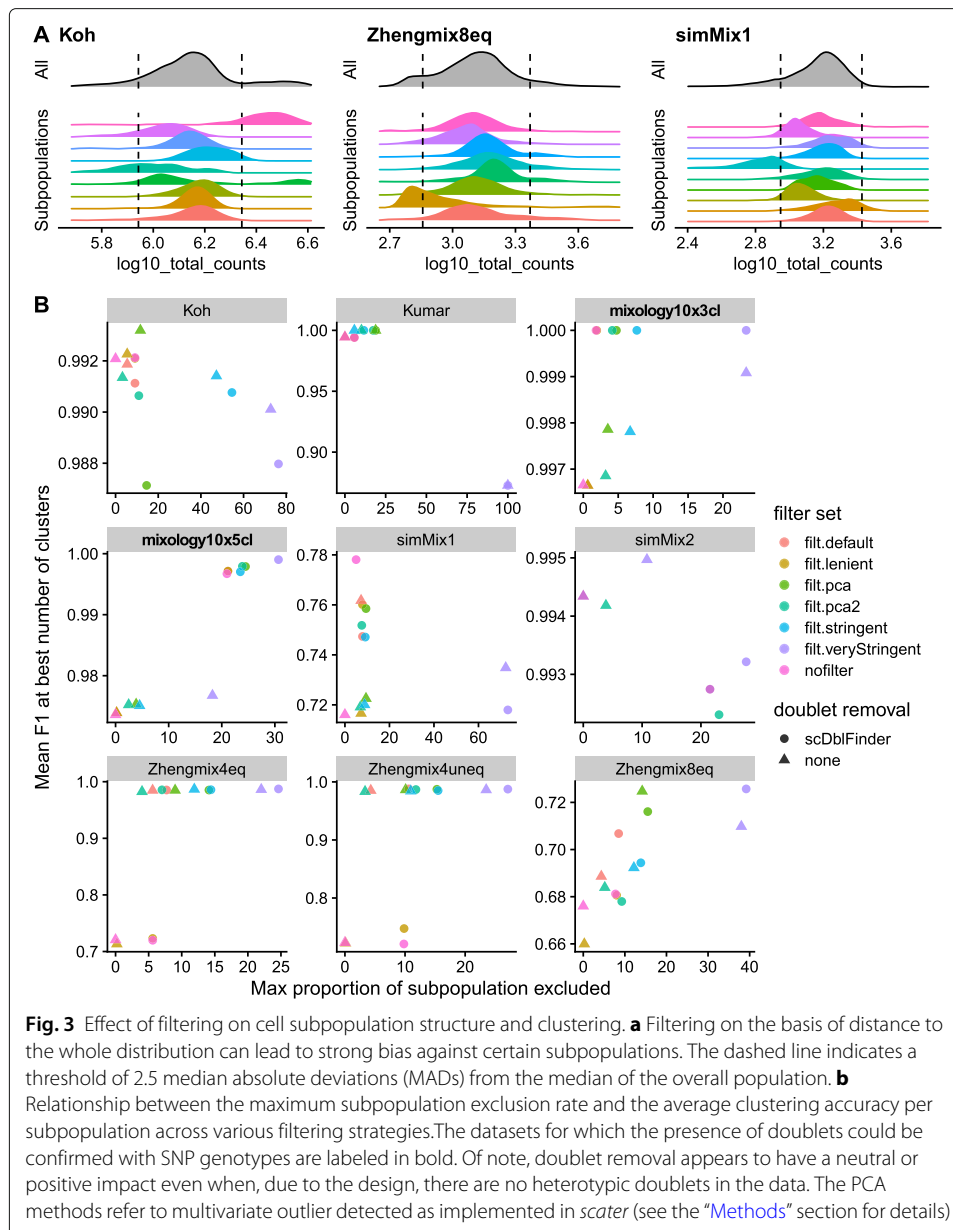 A Koh
Zhengmix8eq
simMix1
All
All
All
Subpopulations
Subpopulations
Subpopulations
5.8 6.0 6.2 6.4 6.6
2.7 3.0 3.3 3.6
2.4 2.8 3.2 3.6
log10_total_counts
log10_total_counts
log10_total_counts
B
Koh
Kumar
mixology10x3cl
0.992
0.990
0.988
0 20 40 60 80
1.00
0.95
0.90
0 25 50 75 100
1.000
0.999
0.998
0.997
0 5 10 15 20
mixology10x5cl
simMix1
simMix2
1.00
0.99
0.98
0 10 20 30
0.78
0.76
0.74
0.72
0 20 40 60
0.995
0.994
0.993
0 20
Zhengmix4eq
Zhengmix4uneq
Zhengmix8eq
1.0
0.9
0.8
0.7
0 5 10 15 20 25
1.0
0.9
0.8
0 20
0.72
0.70
0.68
0.66
0 10 20 30 40
Mean F1 at best number of clusters
Max proportion of subpopulation excluded
filter set
filt.default
filt.lenient
filt.pca
filt.pca2
filt.stringent
filt.veryStringent
nofilter
doublet removal
scDblFinder
none
Fig. 3 Effect of filtering on cell subpopulation structure and clustering. a Filtering on the basis of distance to
the whole distribution can lead to strong bias against certain subpopulations. The dashed line indicates a
threshold of 2.5 median absolute deviations (MADs) from the median of the overall population. b
Relationship between the maximum subpopulation exclusion rate and the average clustering accuracy per
subpopulation across various filtering strategies.The datasets for which the presence of doublets could be
confirmed with SNP genotypes are labeled in bold. Of note, doublet removal appears to have a neutral or
positive impact even when, due to the design, there are no heterotypic doublets in the data. The PCA
methods refer to multivariate outlier detected as implemented in scater (see the “Methods” section for details)